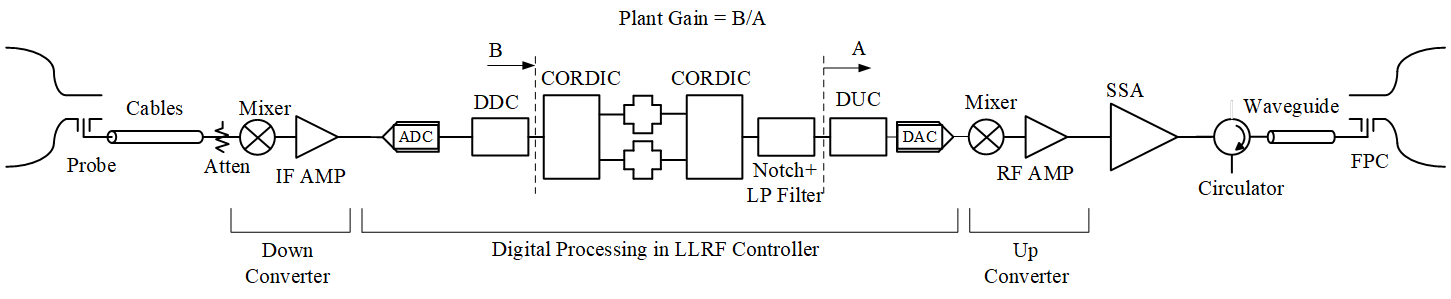 Plant Gain = B/A
B
A
CORDIC
CORDIC
SSA
Cables
Mixer
DDC
DUC
Mixer
Waveguide
ADC
DAC
Probe
Atten
IF AMP
Notch+
LP Filter
RF AMP
Circulator
FPC
Down
Converter
Digital Processing in LLRF Controller
Up
Converter